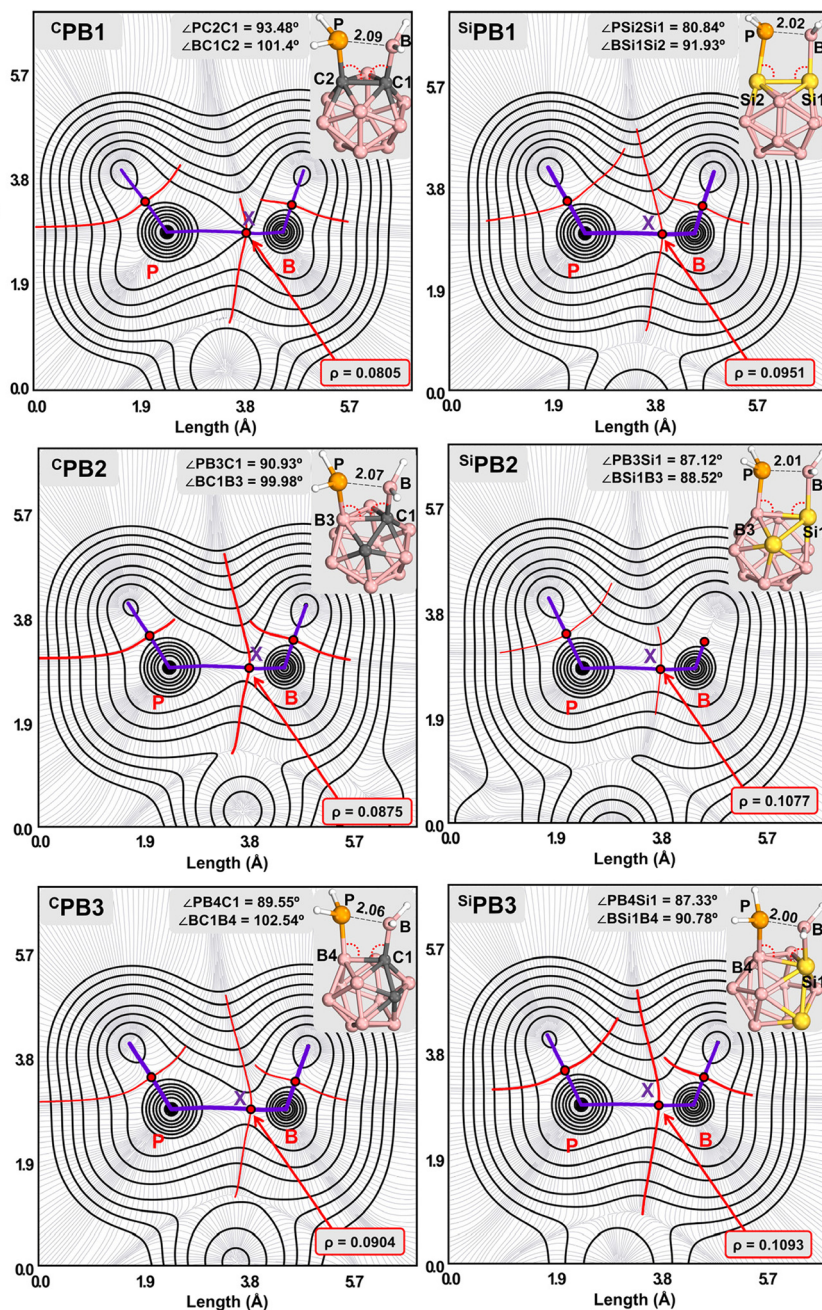 CPB1
∠PC2C1 = 93.48º
∠BC1C2 = 101.4º
P 2.09 B
C2 C1
5.7
3.8
1.9
0.0
X
P B
ρ = 0.0805
0.0 1.9 3.8 5.7
Length (Å)
SiPB1
∠PSi2Si1 = 80.84º
∠BSi1Si2 = 91.93º
P 2.02 B
Si2 Si1
5.7
3.8
1.9
0.0
X
P B
ρ = 0.0951
0.0 1.9 3.8 5.7
Length (Å)
CPB2
∠PB3C1 = 90.93º
∠BC1B3 = 99.98º
P 2.07 B
B3 C1
5.7
3.8
1.9
0.0
X
P B
ρ = 0.0875
0.0 1.9 3.8 5.7
Length (Å)
SiPB2
∠PB3Si1 = 87.12º
∠BSi1B3 = 88.52º
P 2.01 B
B3 Si1
5.7
3.8
1.9
0.0
X
P B
ρ = 0.1077
0.0 1.9 3.8 5.7
Length (Å)
CPB3
∠PB4C1 = 89.55º
∠BC1B4 = 102.54º
P 2.06 B
B4 C1
5.7
3.8
1.9
0.0
X
P B
ρ = 0.0904
0.0 1.9 3.8 5.7
Length (Å)
SiPB3
∠PB4Si1 = 87.33º
∠BSi1B4 = 90.78º
P 2.00 B
B4 Si1
5.7
3.8
1.9
0.0
X
P B
ρ = 0.1093
0.0 1.9 3.8 5.7
Length (Å)